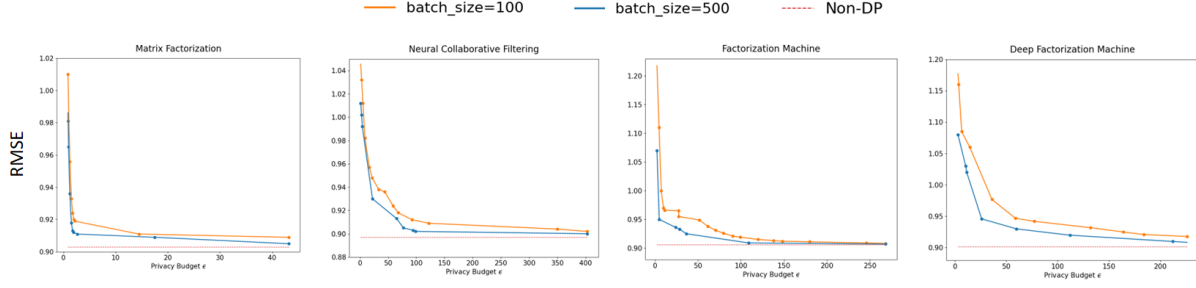 batch_size=100 batch_size=500 Non-DP
Matrix Factorization Neural Collaborative Filtering Factorization Machine Deep Factorization Machine
RMSE
1.02
1.00
0.98
0.96
0.94
0.92
0.90
0 10 20 30 40
Privacy Budget ϵ
1.04
1.02
1.00
0.98
0.96
0.94
0.92
0.90
0.88
0 50 100 150 200 250 300 350 400
Privacy Budget ϵ
1.20
1.15
1.10
1.05
1.00
0.95
0.90
0 50 100 150 200 250
Privacy Budget ϵ
1.20
1.15
1.10
1.05
1.00
0.95
0.90
0 50 100 150 200
Privacy Budget ϵ